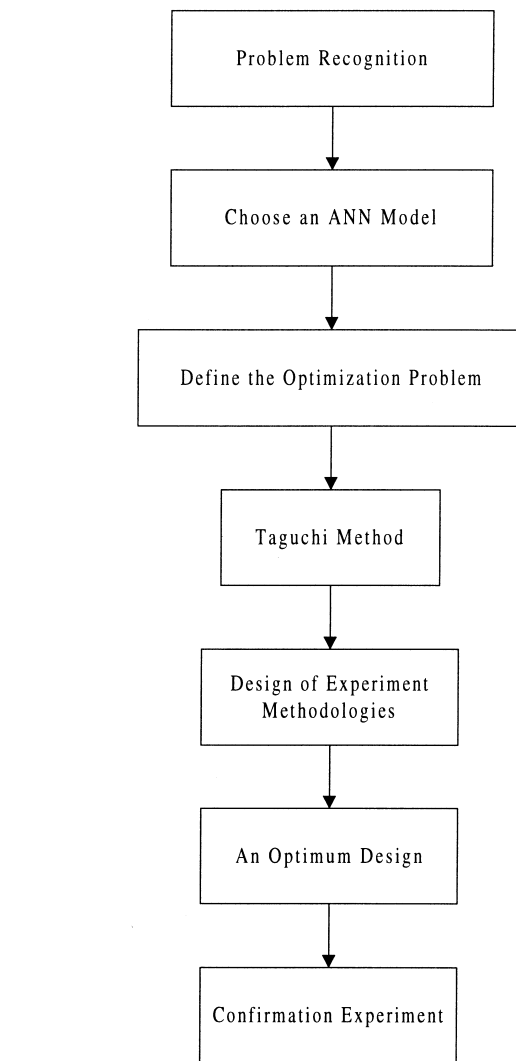 Problem Recognition
Choose an ANN Model
Define the Optimization Problem
Taguchi Method
Design of Experiment
Methodologies
An Optimum Design
Confirmation Experiment